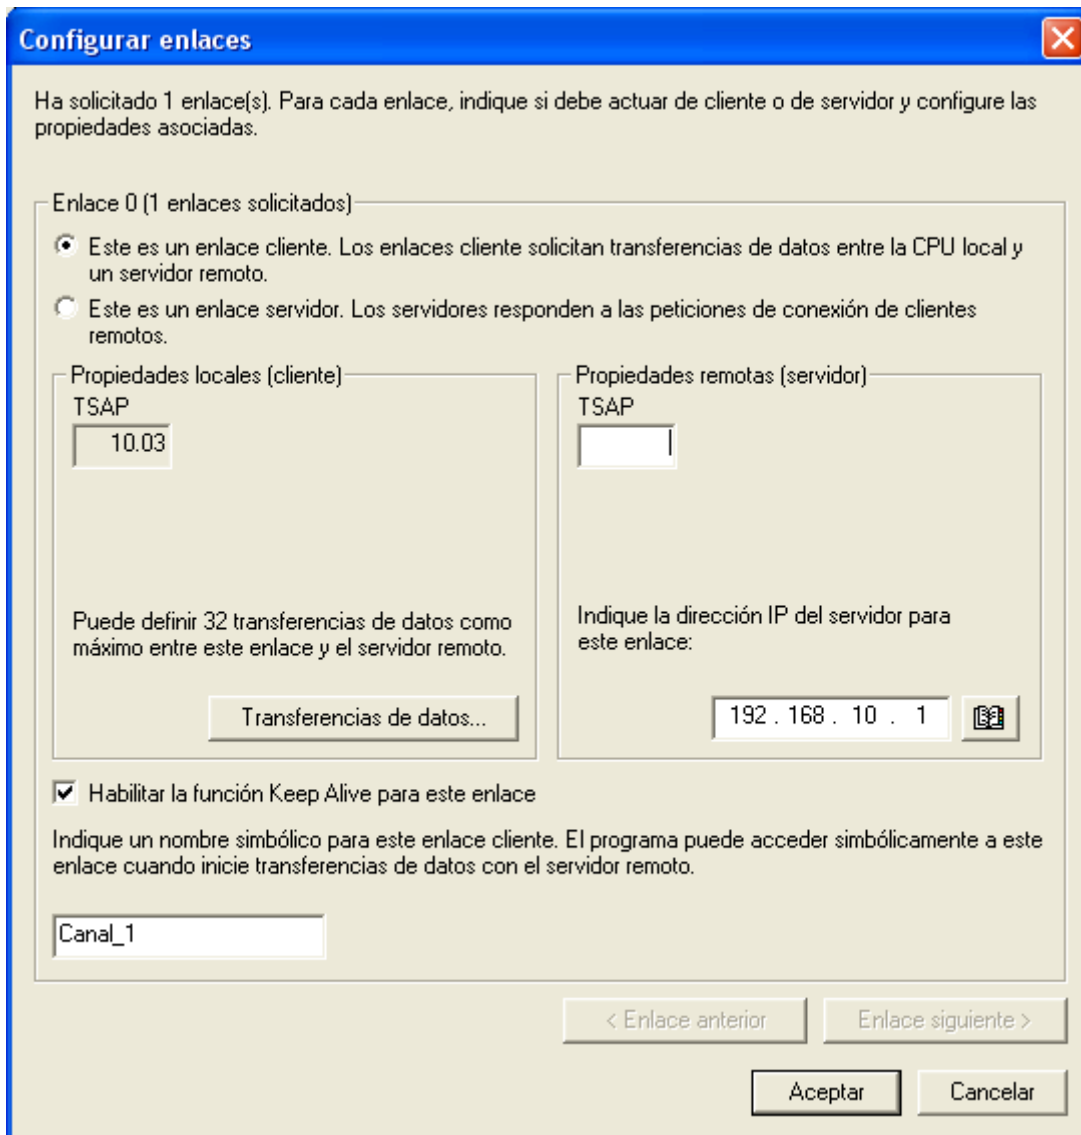 Configurar enlaces
Ha solicitado 1 enlace(s). Para cada enlace, indique si debe actuar de cliente o de servidor y configure las
propiedades asociadas.
Enlace 0 (1 enlaces solicitados)
Este es un enlace cliente. Los enlaces cliente solicitan transferencias de datos entre la CPU local y
un servidor remoto.
Este es un enlace servidor. Los servidores responden a las peticiones de conexión de clientes
remotos.
Propiedades locales (cliente)
TSAP
10.03
Puede definir 32 transferencias de datos como
máximo entre este enlace y el servidor remoto.
Transferencias de datos...
Propiedades remotas (servidor)
TSAP
Indique la dirección IP del servidor para
este enlace:
192 . 168 . 10 . 1
Habilitar la función Keep Alive para este enlace
Indique un nombre simbólico para este enlace cliente. El programa puede acceder simbólicamente a este
enlace cuando inicie transferencias de datos con el servidor remoto.
Canal_1
< Enlace anterior
Enlace siguiente >
Aceptar
Cancelar